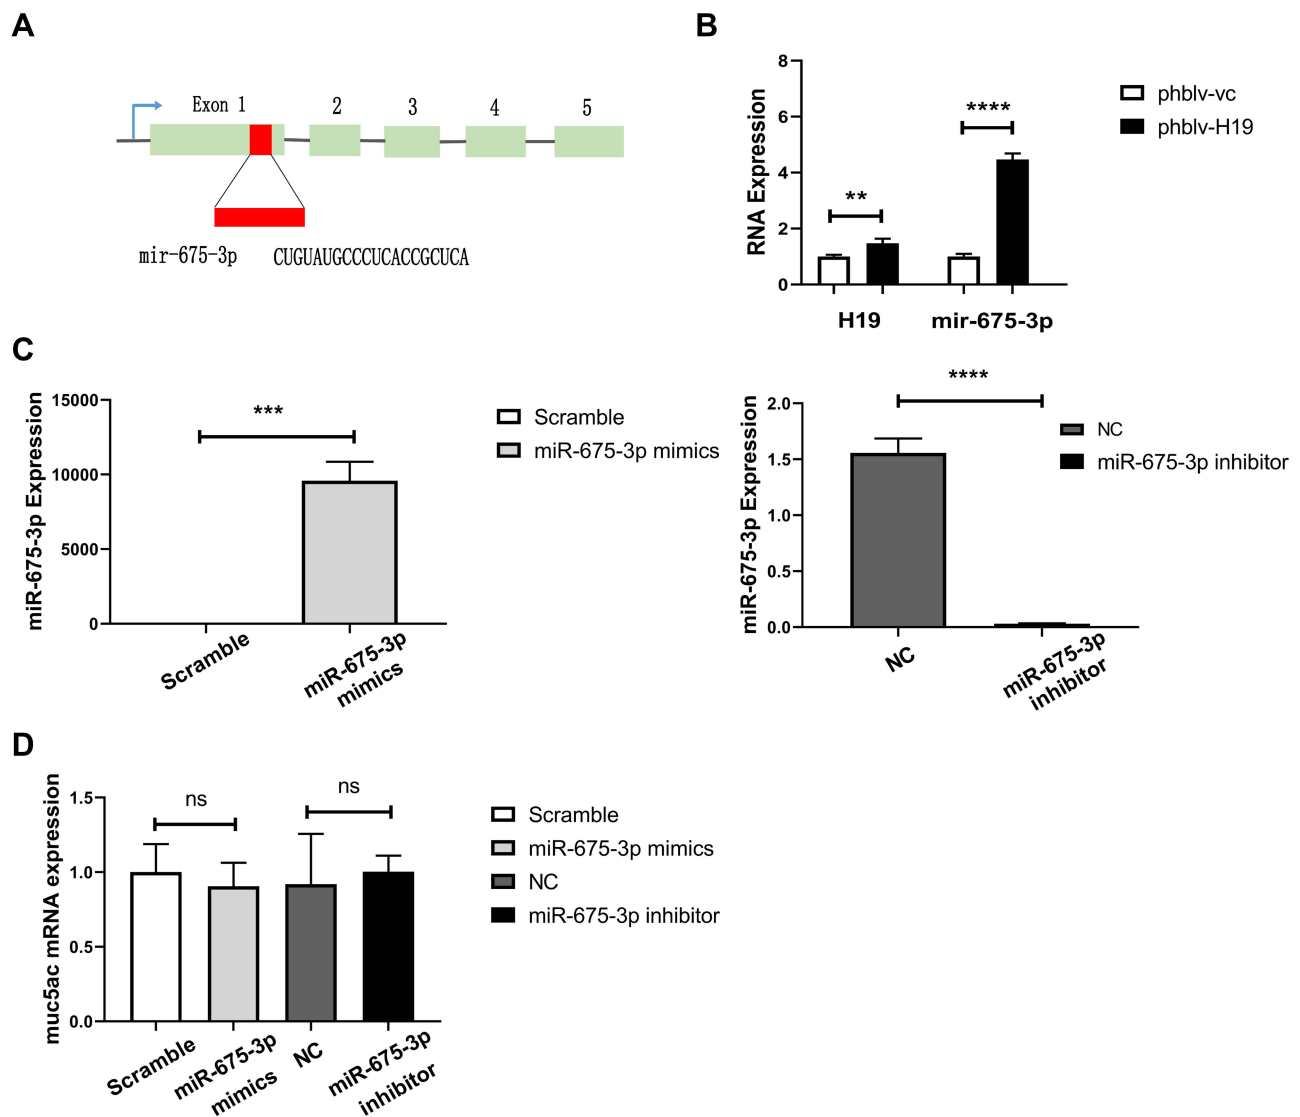 A
Exon 1 2 3 4 5
mir-675-3p CUGUAUGCCCUCACCGCUCA
B
RNA Expression
8
6
4
2
0
**
****
H19
mir-675-3p
phblv-vc
phblv-H19
C
miR-675-3p Expression
15000
10000
5000
0
***
Scramble
miR-675-3p
mimics
Scramble
miR-675-3p mimics
miR-675-3p Expression
2.0
1.5
1.0
0.5
0.0
****
NC
miR-675-3p
inhibitor
NC
miR-675-3p inhibitor
D
muc5ac mRNA expression
1.5
1.0
0.5
0.0
ns
ns
Scramble
miR-675-3p
mimics
NC
miR-675-3p
inhibitor
Scramble
miR-675-3p mimics
NC
miR-675-3p inhibitor